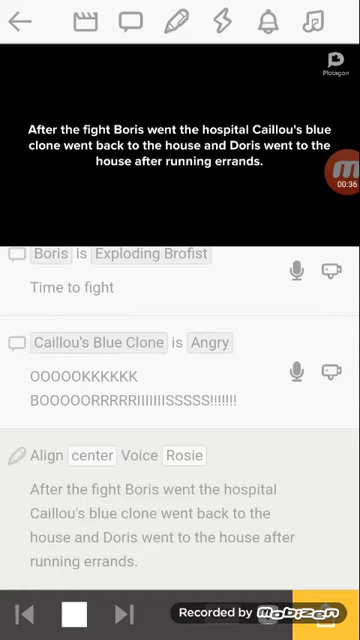 Plotagon
After the fight Boris went the hospital Caillou's blue
clone went back to the house and Doris went to the
house after running errands.
00:36
Boris is Exploding Brofist
Time to fight
Caillou's Blue Clone is Angry
OOOOOKKKKKK
BOOOOORRRRRIIIIIIISSSSS!!!!!!!
Align center Voice Rosie
After the fight Boris went the hospital
Caillou's blue clone went back to the
house and Doris went to the house after
running errands.
Recorded by Mobizen